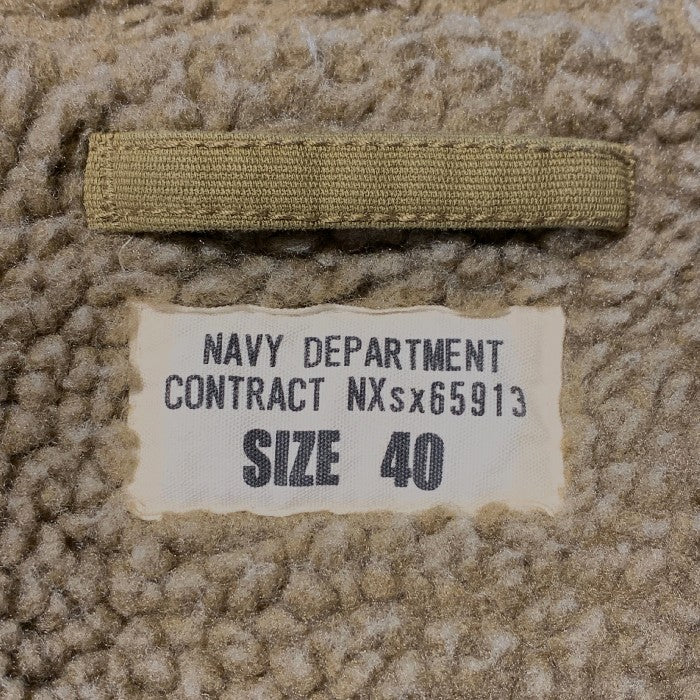 NAVY DEPARTMENT
CONTRACT NXsx65913
SIZE 40